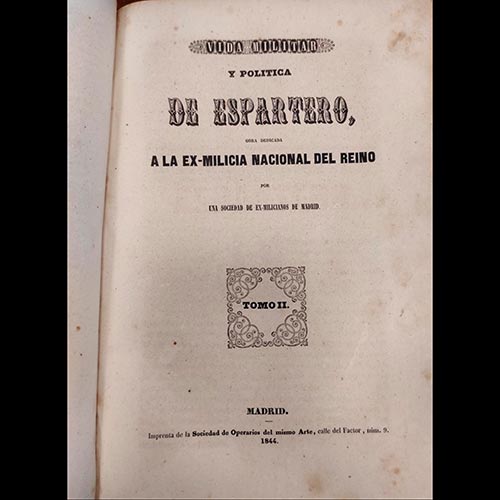 VIDA MILITAR
Y POLITICA
DE ESPARTERO,
OBRA DEDICADA
A LA EX-MILICIA NACIONAL DEL REINO
POR
UNA SOCIEDAD DE EX-MILICIANOS DE MADRID.
TOMO II.
MADRID.
Imprenta de la Sociedad de Operarios del mismo Arte, calle del Factor, núm. 9.
1844.